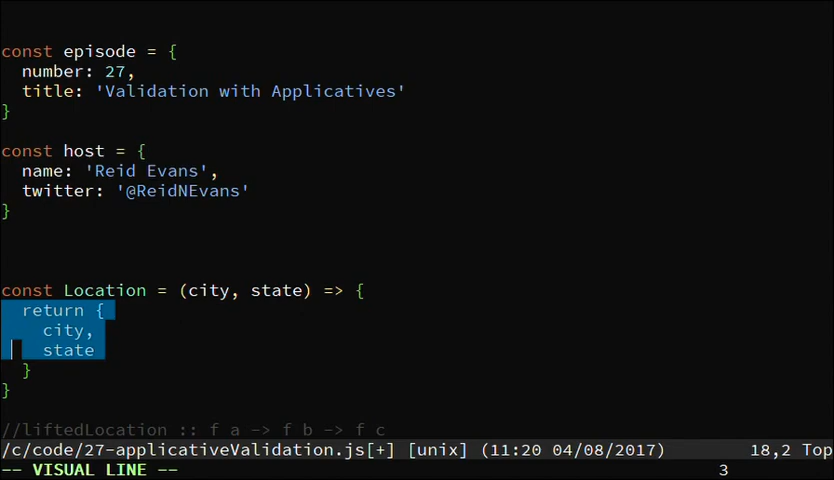 const episode = {
number: 27,
title: 'Validation with Applicatives'
}
const host = {
name: 'Reid Evans',
twitter: '@ReidNEvans'
}
const Location = (city, state) => {
return {
city,
state
}
}
//liftedLocation :: f a -> f b -> f c
/c/code/27-applicativeValidation.js[+] [unix] (11:20 04/08/2017) 18,2 Top
-- VISUAL LINE -- 3